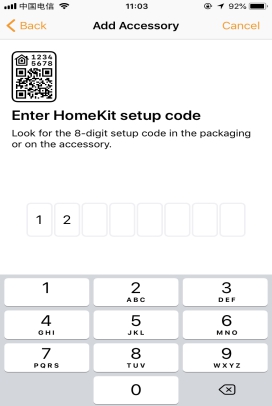 中国电信 11:03 92%
Back Add Accessory Cancel
1234
5678
Enter HomeKit setup code
Look for the 8-digit setup code in the packaging
or on the accessory.
1 2
1 2 3
ABC DEF
4 5 6
GHI JKL MNO
7 8 9
PQRS TUV WXYZ
0